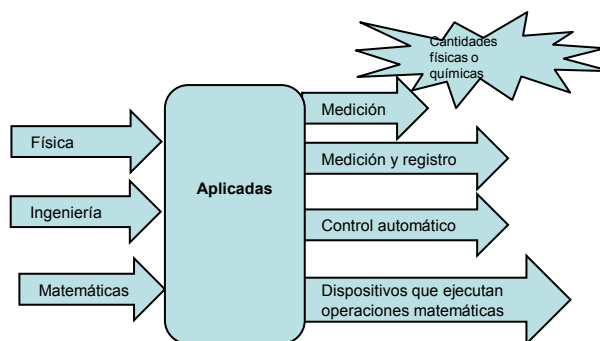 Cantidades
físicas o
químicas
Medición
Física
Medición y registro
Aplicadas
Ingeniería
Control automático
Matemáticas
Dispositivos que ejecutan
operaciones matemáticas